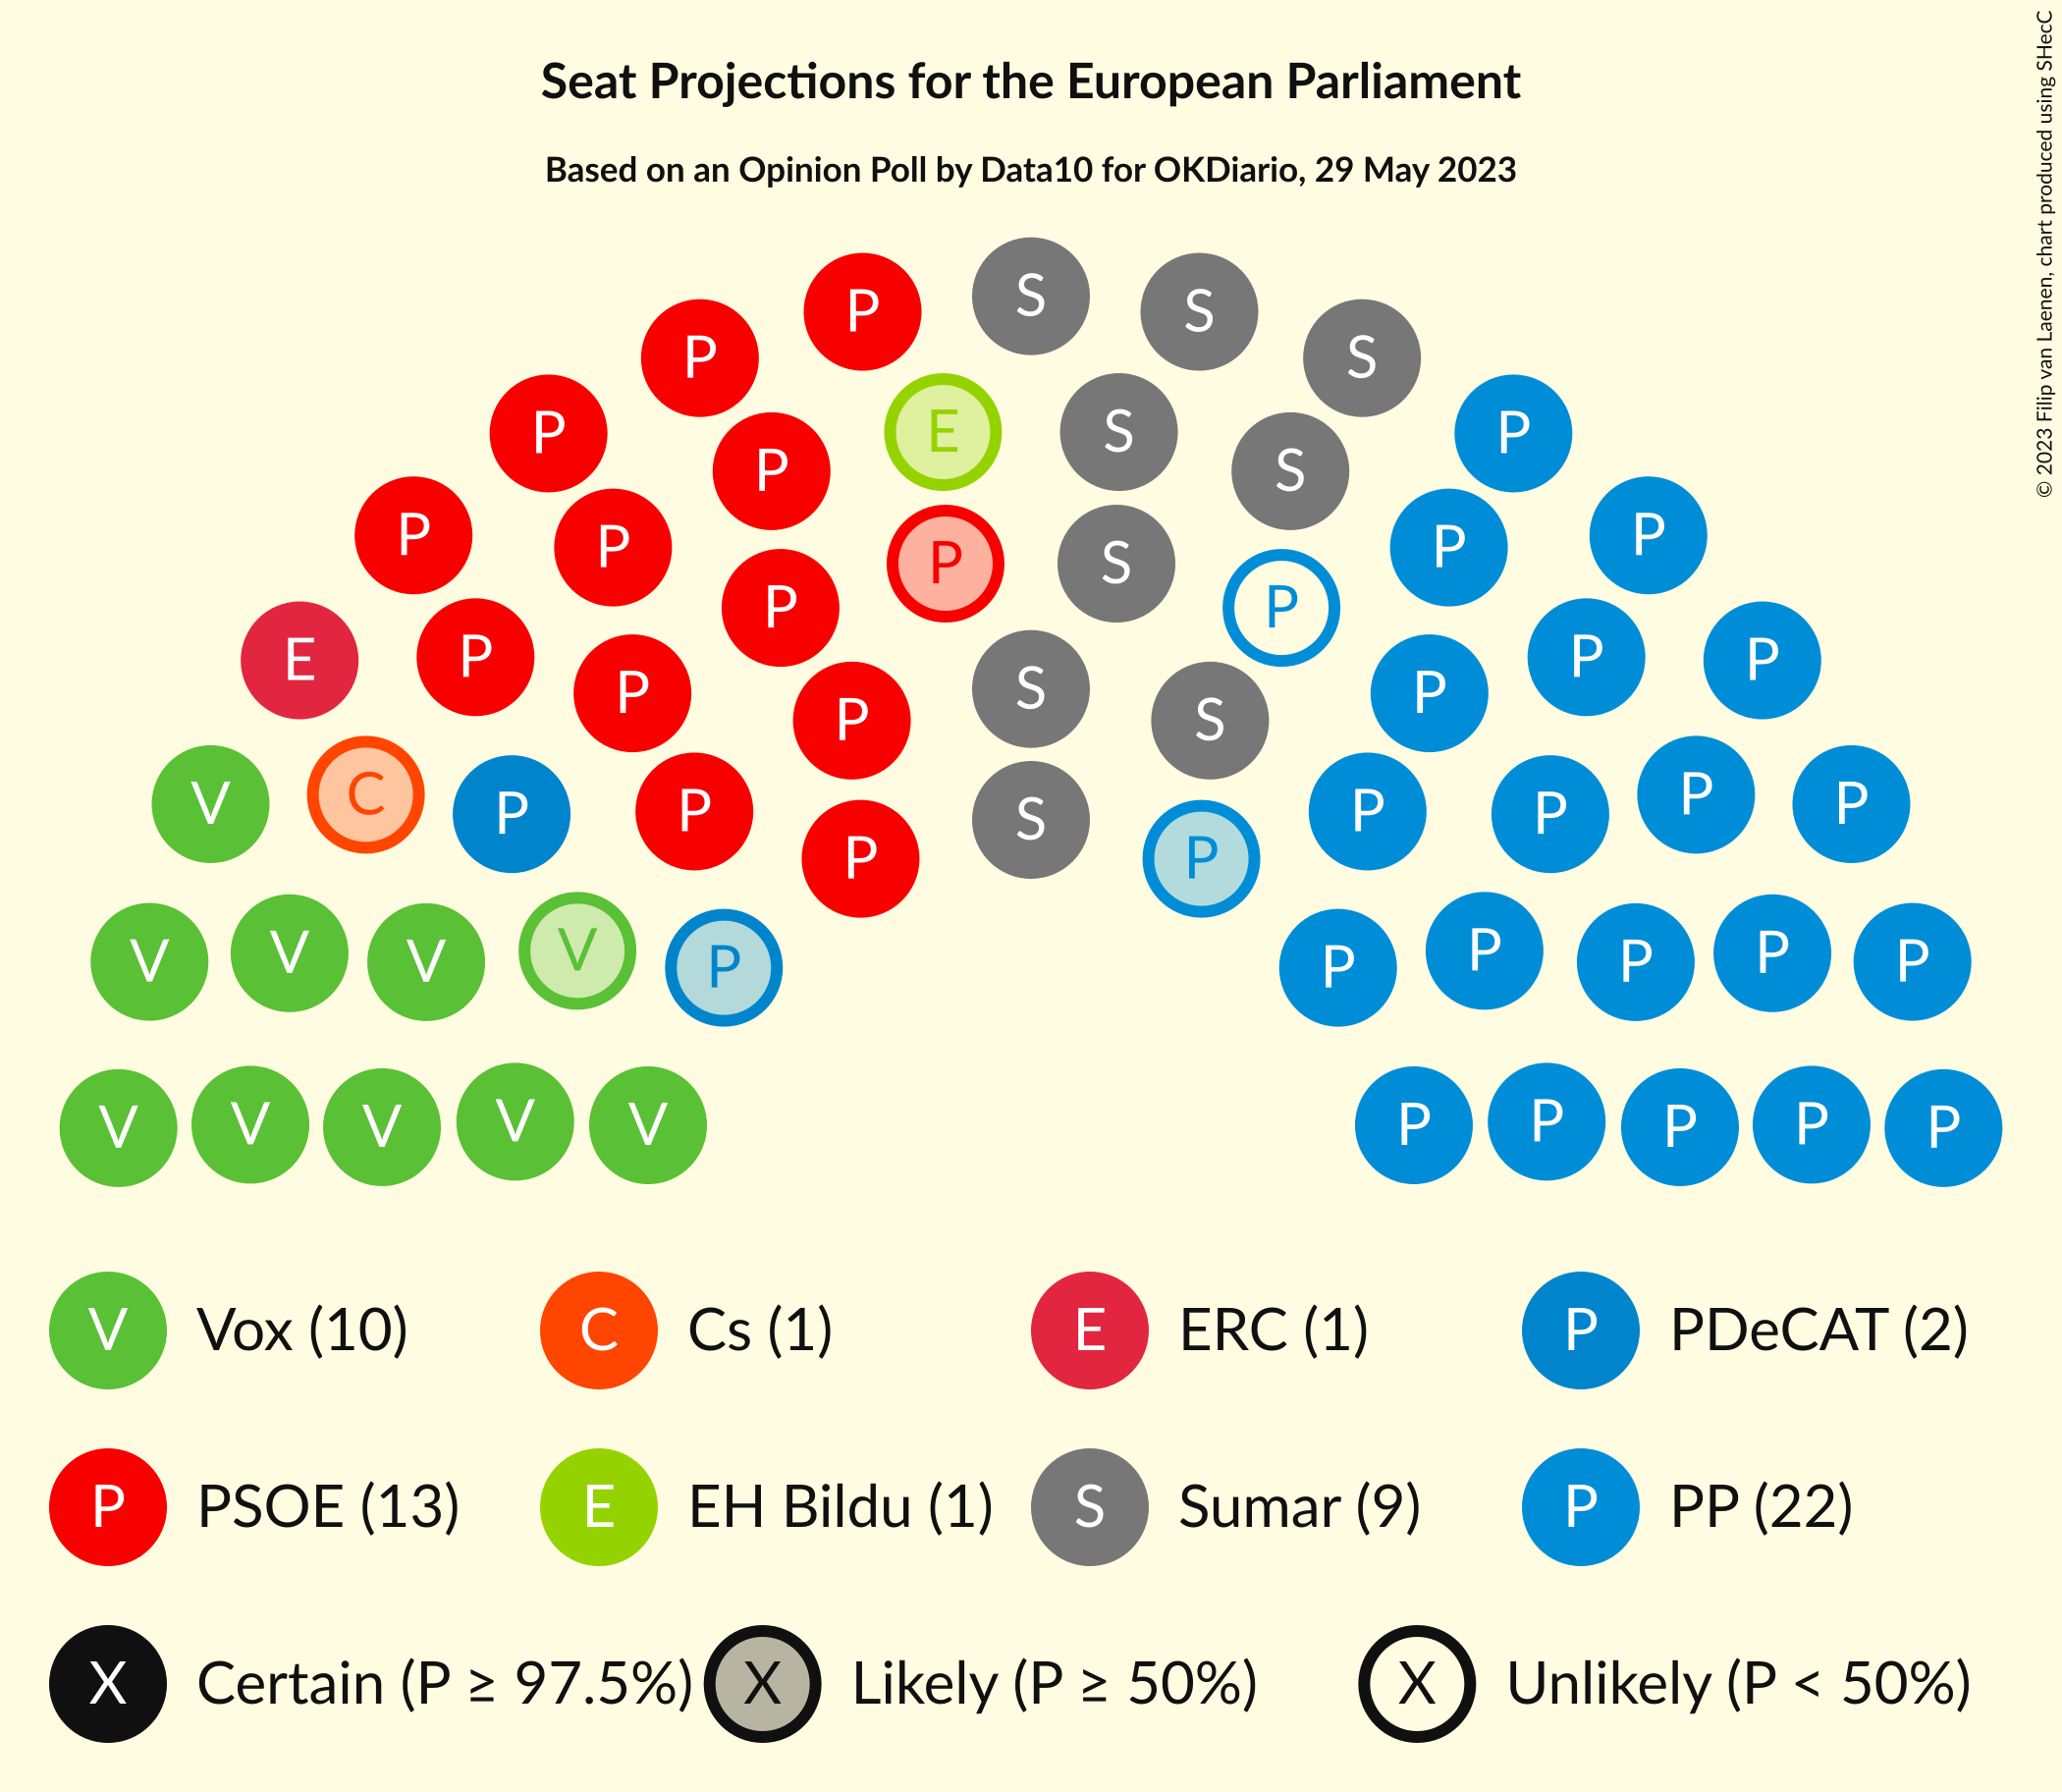 Seat Projections for the European Parliament
Based on an Opinion Poll by Data10 for OKDiario, 29 May 2023
© 2023 Filip van Laenen, chart produced using SHecC
S
P S S
P S
P P
E S
P S
P P
P P
P S
P P
P P
P P
E P
S
P P
P P
S
V P
C P
P P
P P
S
P P
V V
P P
V V
P P
V P
P P
V V V V V P P P P P
V Vox (10) C Cs (1) E ERC (1) P PDeCAT (2)
P PSOE (13) E EH Bildu (1) S Sumar (9) P PP (22)
X Certain (P ≥ 97.5%) X Likely (P ≥ 50%) X Unlikely (P < 50%)